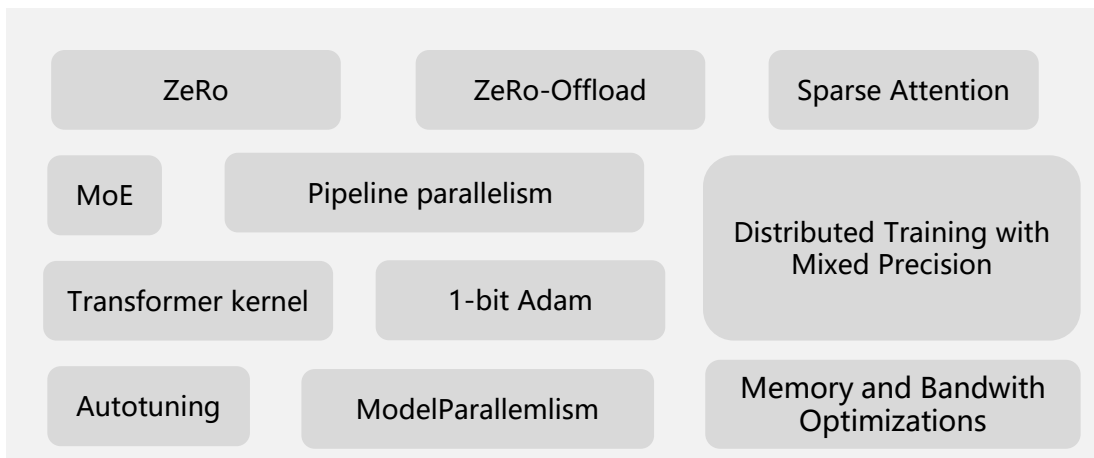 ZeRo
ZeRo-Offload
Sparse Attention
MoE
Pipeline parallelism
Distributed Training with
Mixed Precision
Transformer kernel
1-bit Adam
Autotuning
ModelParallemlism
Memory and Bandwith
Optimizations